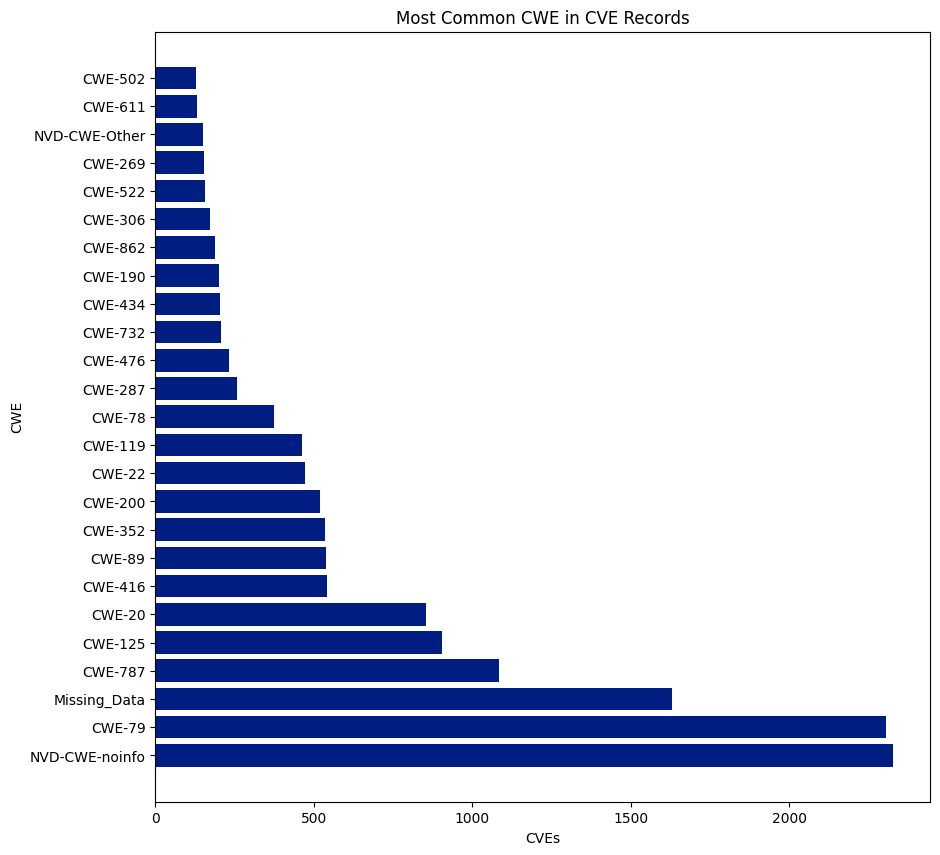 Most Common CWE in CVE Records
CWE
CWE-502
CWE-611
NVD-CWE-Other
CWE-269
CWE-522
CWE-306
CWE-862
CWE-190
CWE-434
CWE-732
CWE-476
CWE-287
CWE-78
CWE-119
CWE-22
CWE-200
CWE-352
CWE-89
CWE-416
CWE-20
CWE-125
CWE-787
Missing_Data
CWE-79
NVD-CWE-noinfo
0 500 1000 1500 2000
CVEs